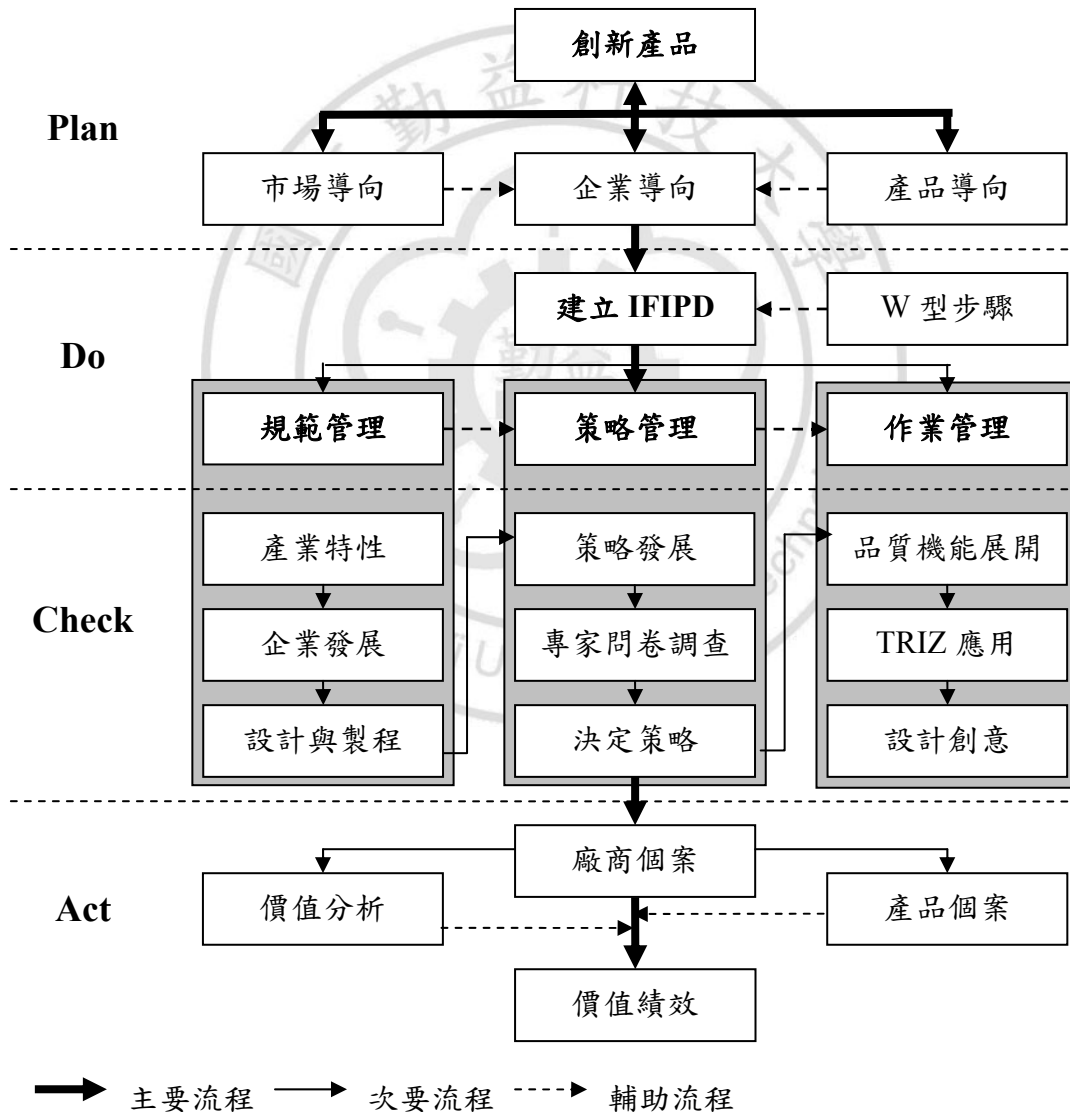 創新產品
Plan
市場導向
企業導向
產品導向
建立 IFIPD
W 型步驟
Do
規範管理
策略管理
作業管理
產業特性
策略發展
品質機能展開
Check
企業發展
專家問卷調查
TRIZ 應用
設計與製程
決定策略
設計創意
廠商個案
Act
價值分析
產品個案
價值績效
主要流程
次要流程
輔助流程